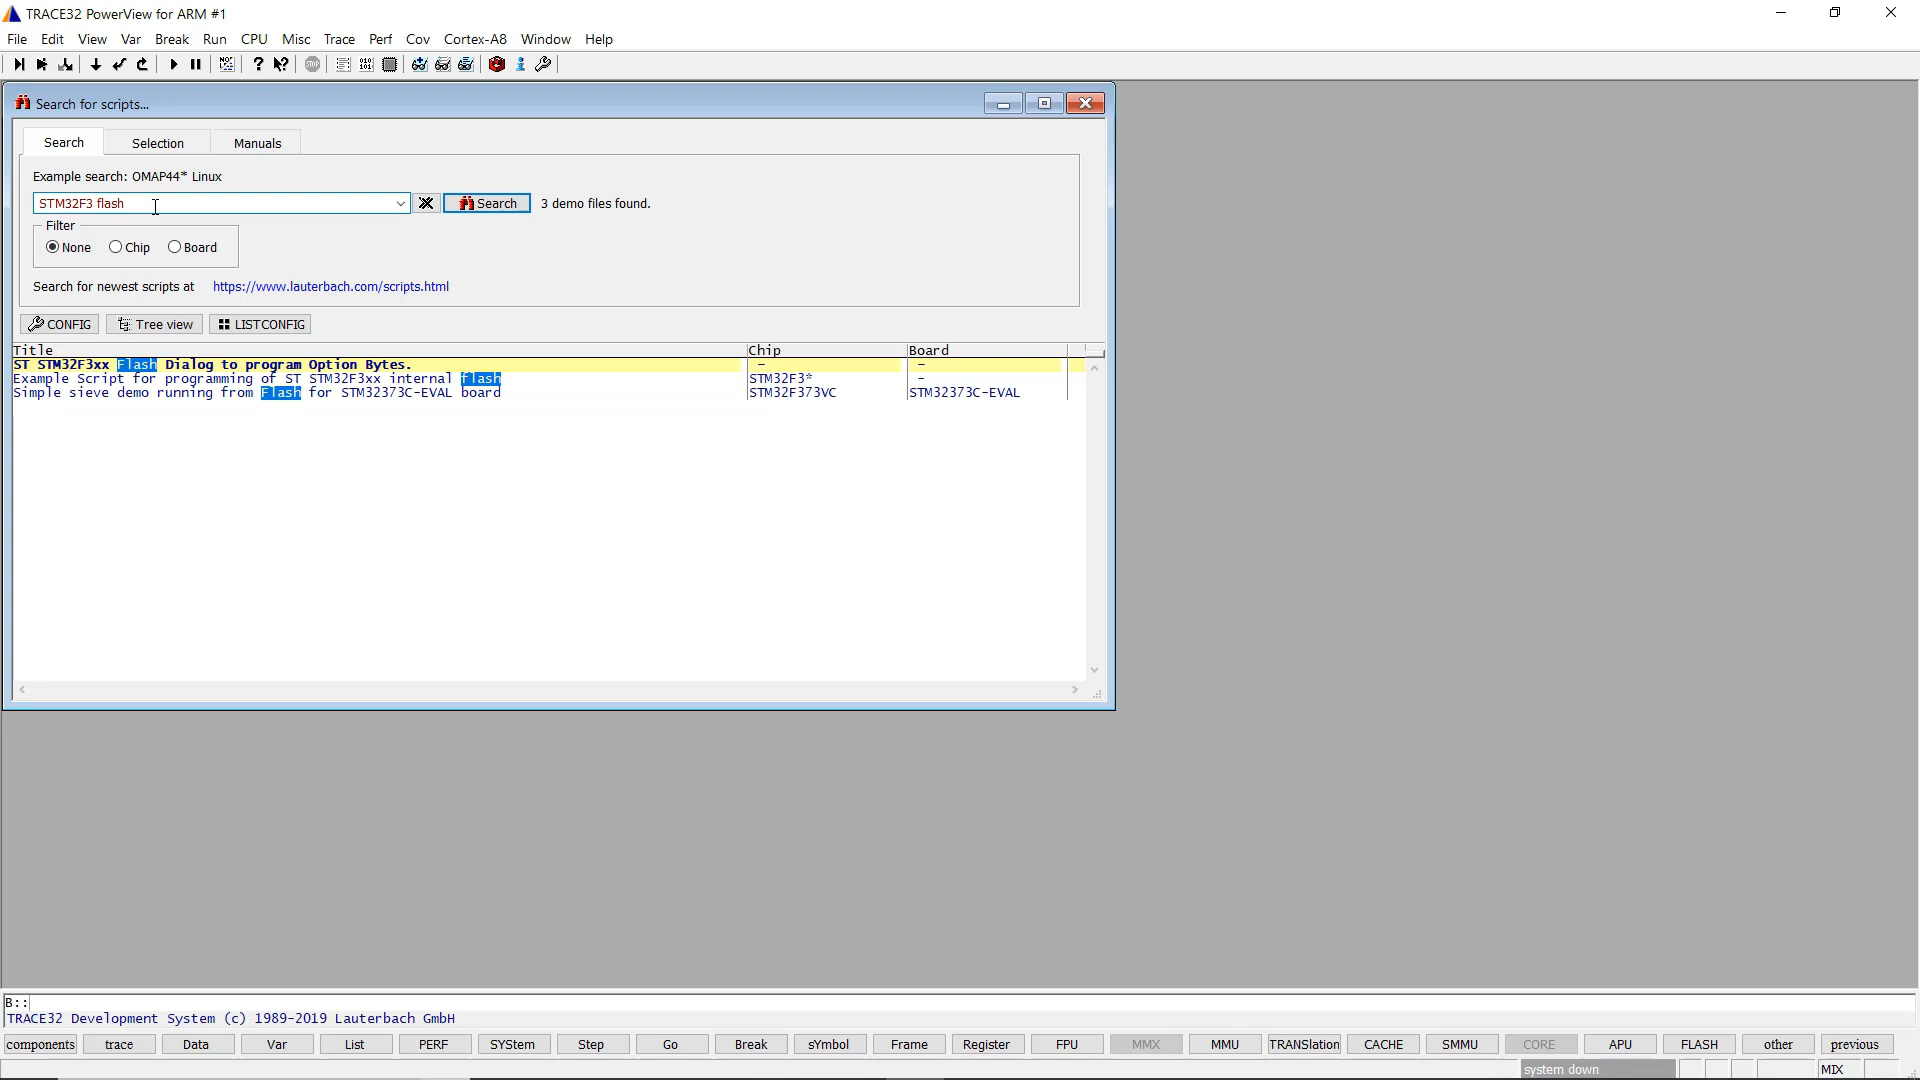 TRACE32 PowerView for ARM #1
File Edit View Var Break Run CPU Misc Trace Perf Cov Cortex-A8 Window Help
Search for scripts...
Search Selection Manuals
Example search: OMAP44* Linux
STM32F3 flash Search 3 demo files found.
Filter
None Chip Board
Search for newest scripts at https://www.lauterbach.com/scripts.html
CONFIG Tree view LISTCONFIG
Title Chip Board
ST STM32F3xx Flash Dialog to program Option Bytes. - -
Example Script for programming of ST STM32F3xx internal flash STM32F3* -
Simple sieve demo running from Flash for STM32373C-EVAL board STM32F373VC STM32373C-EVAL
B::
TRACE32 Development System (c) 1989-2019 Lauterbach GmbH
components trace Data Var List PERF SYStem Step Go Break sYmbol Frame Register FPU MMX MMU TRANSlation CACHE SMMU CORE APU FLASH other previous
system down MIX